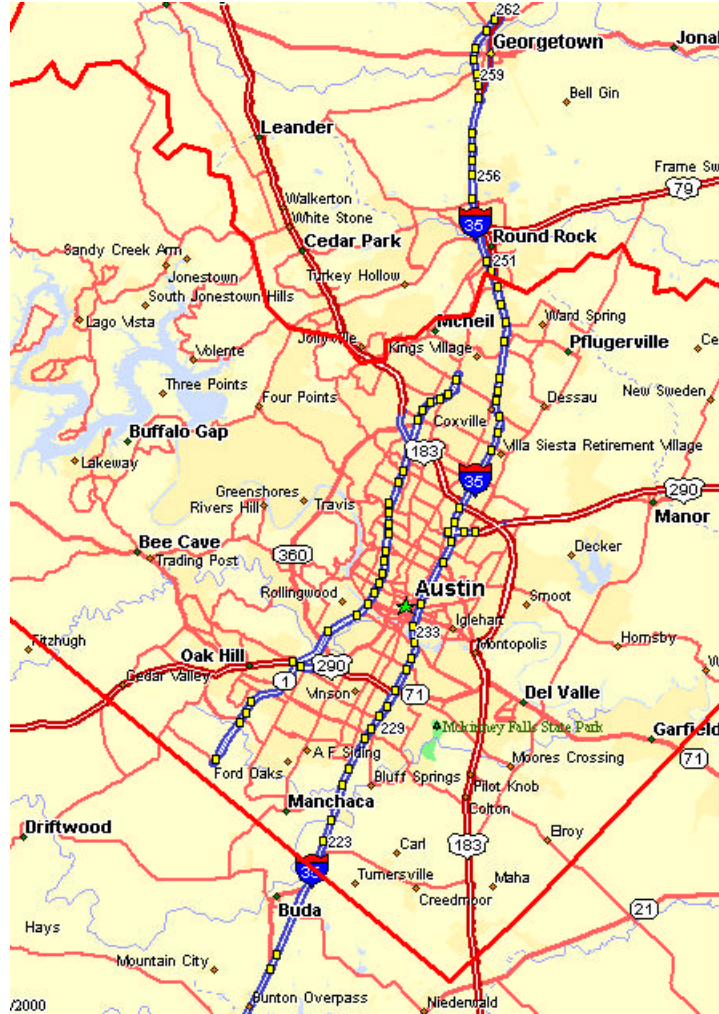 262
Georgetown
Jonal
259
Bell Gin
Leander
256
Frame Sw
79
Walkerton
White Stone
35
Round Rock
Cedar Park
Sandy Creek Arm
251
Jonestown
Turkey Hollow
South Jonestown Hills
Lago Vista
Ward Spring
McNeil
Jollyville
Kings Village
Pflugerville
Ce
Volente
Three Points
New Sweden
Four Points
Dessau
Coxville
Buffalo Gap
183
Villa Siesta Retirement Village
Lakeway
35
290
Greenshores
Rivers Hill
Travis
Manor
Bee Cave
360
Decker
Trading Post
Austin
Rollingwood
Smoot
Iglehart
233
Fitzhugh
Montopolis
Hornsby
Oak Hill
290
W
Cedar Valley
1
Vinson
71
Del Valle
229
McKinney Falls State Park
Garfield
A F Siding
71
Ford Oaks
Moores Crossing
Bluff Springs
Pilot Knob
Manchaca
Colton
Driftwood
223
Carl
183
Elroy
35
Turnersville
Maha
Buda
Creedmoor
21
Hays
Mountain City
/2000
Bunton Overpass
Niederwald